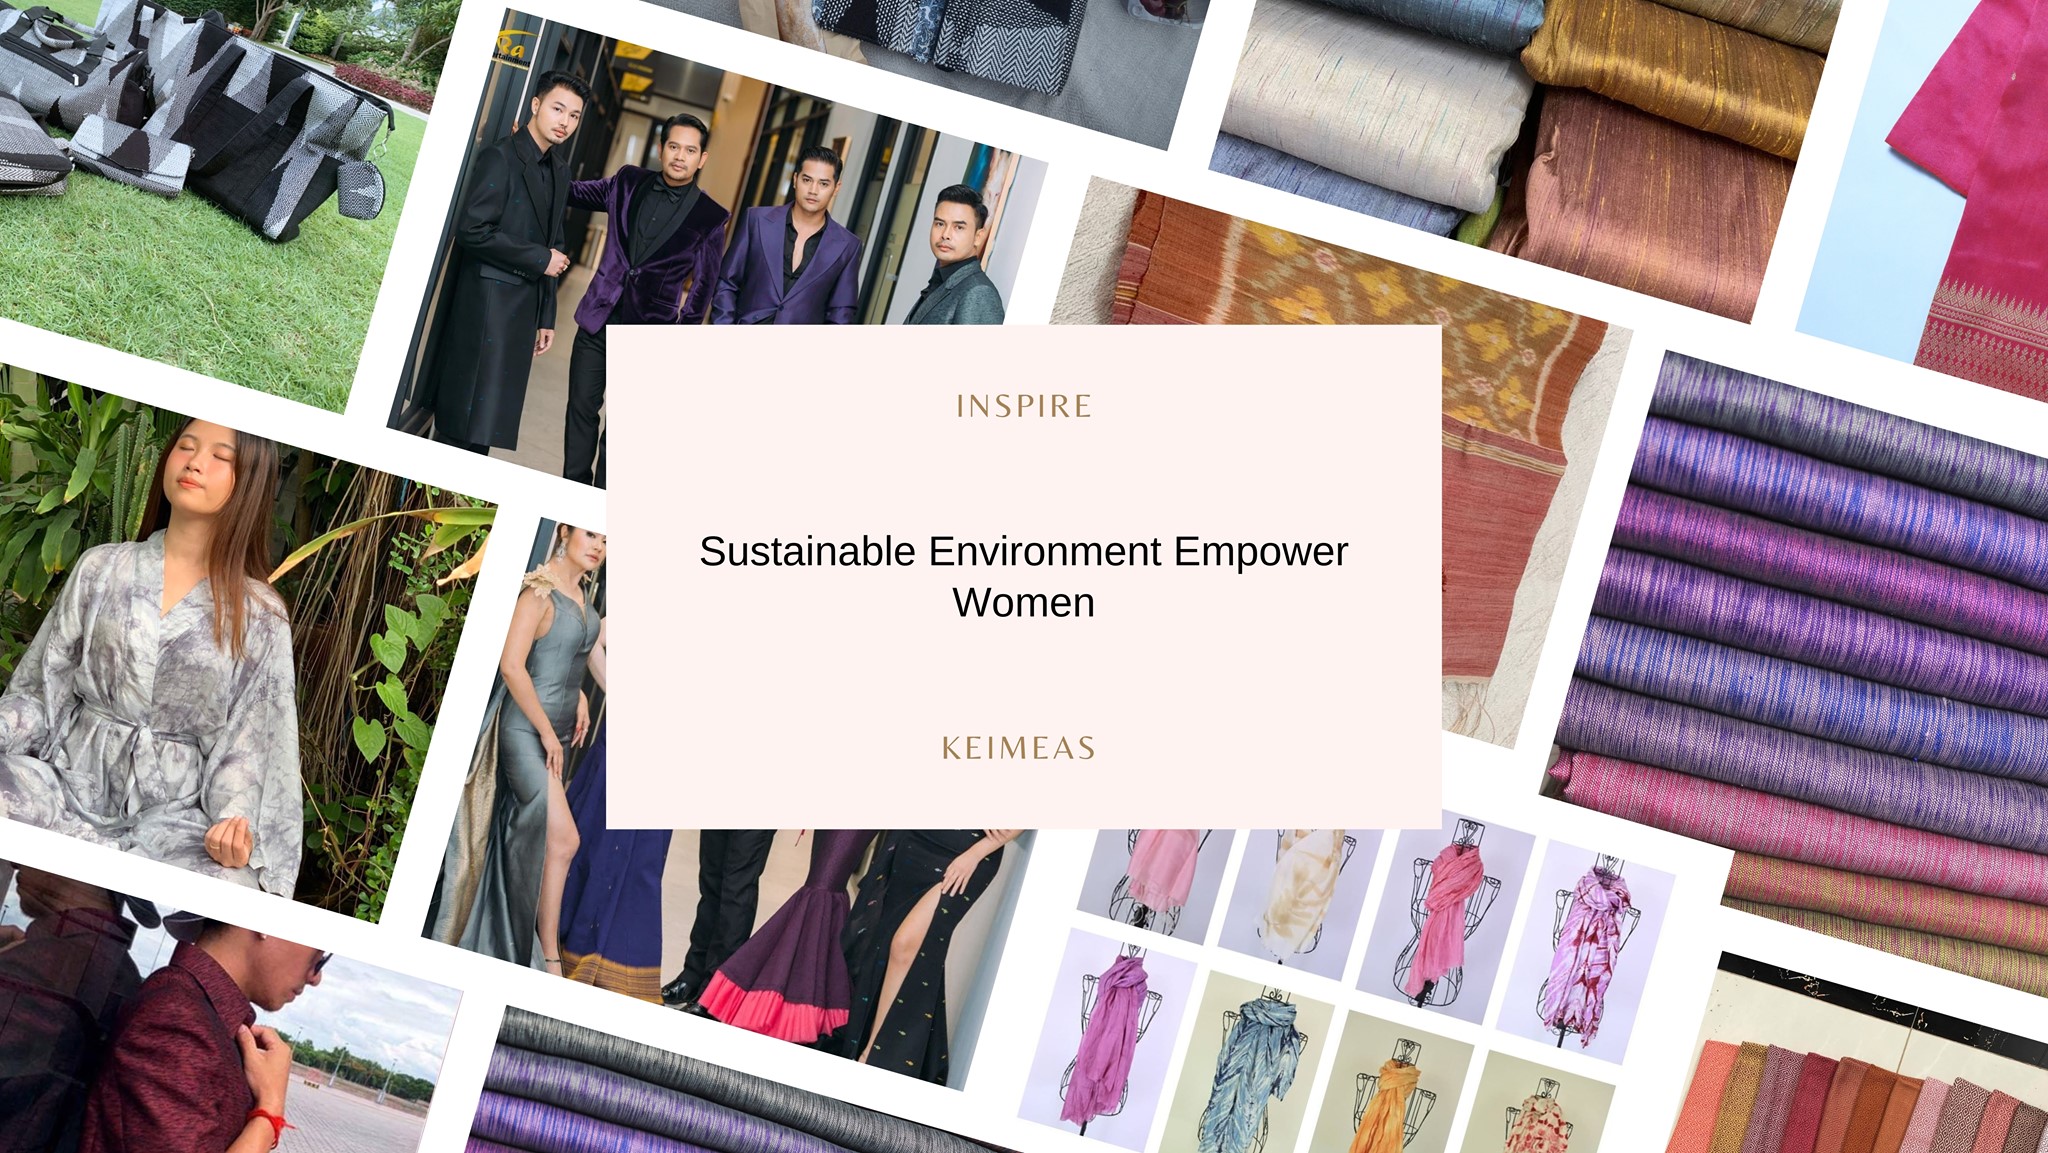 INSPIRE
Sustainable Environment Empower
Women
KEIMEAS